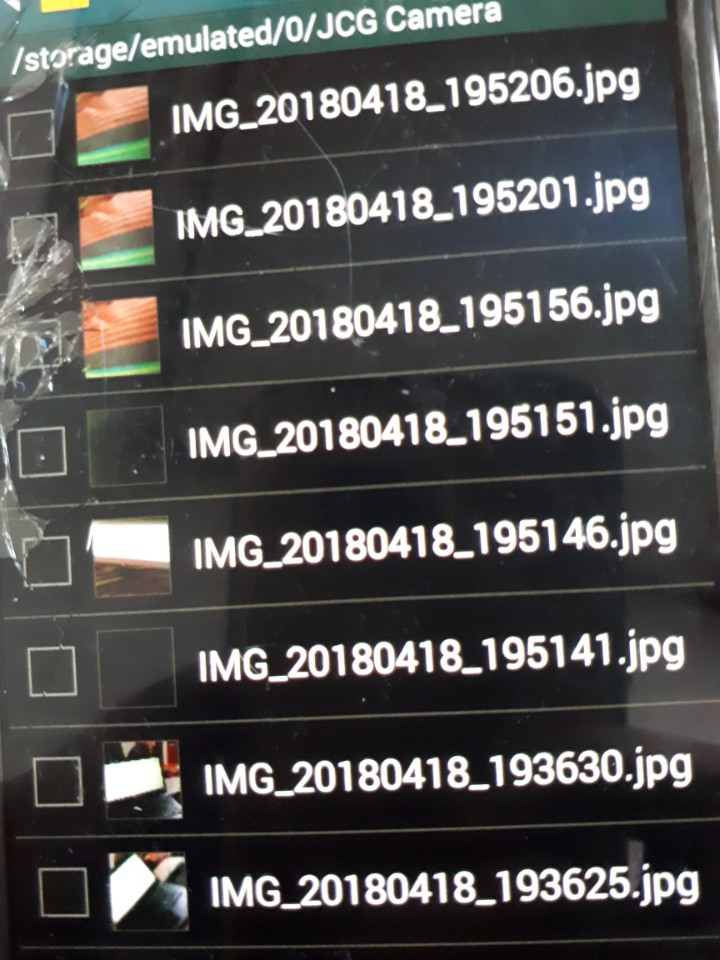 /storage/emulated/0/JCG Camera
IMG_20180418_195206.jpg
IMG_20180418_195201.jpg
IMG_20180418_195156.jpg
IMG_20180418_195151.jpg
IMG_20180418_195146.jpg
IMG_20180418_195141.jpg
IMG_20180418_193630.jpg
IMG_20180418_193625.jpg